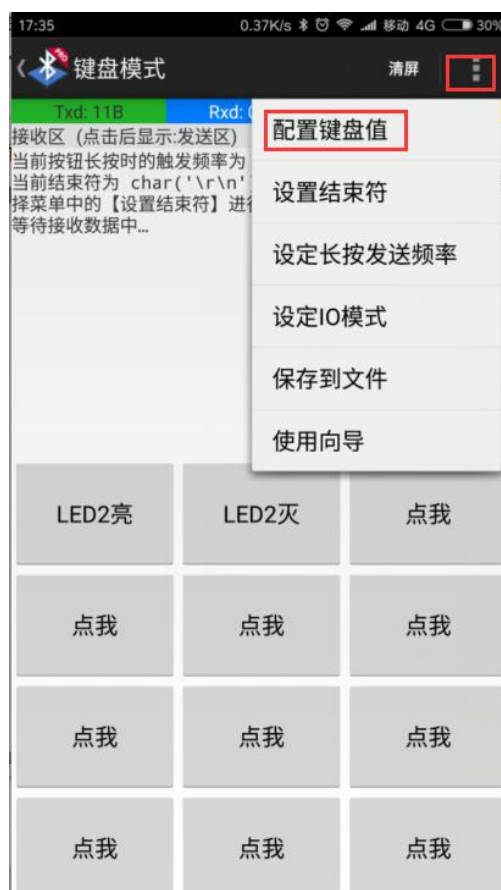 17:35 0.37K/s 移动 4G 30%
键盘模式 清屏
PRO
Txd: 11B Rxd:
接收区 (点击后显示:发送区)
当前按钮长按时的触发频率为
当前结束符为 char('\r\n'
择菜单中的【设置结束符】进
等待接收数据中…
配置键盘值
设置结束符
设定长按发送频率
设定IO模式
保存到文件
使用向导
LED2亮 LED2灭 点我
点我 点我 点我
点我 点我 点我
点我 点我 点我